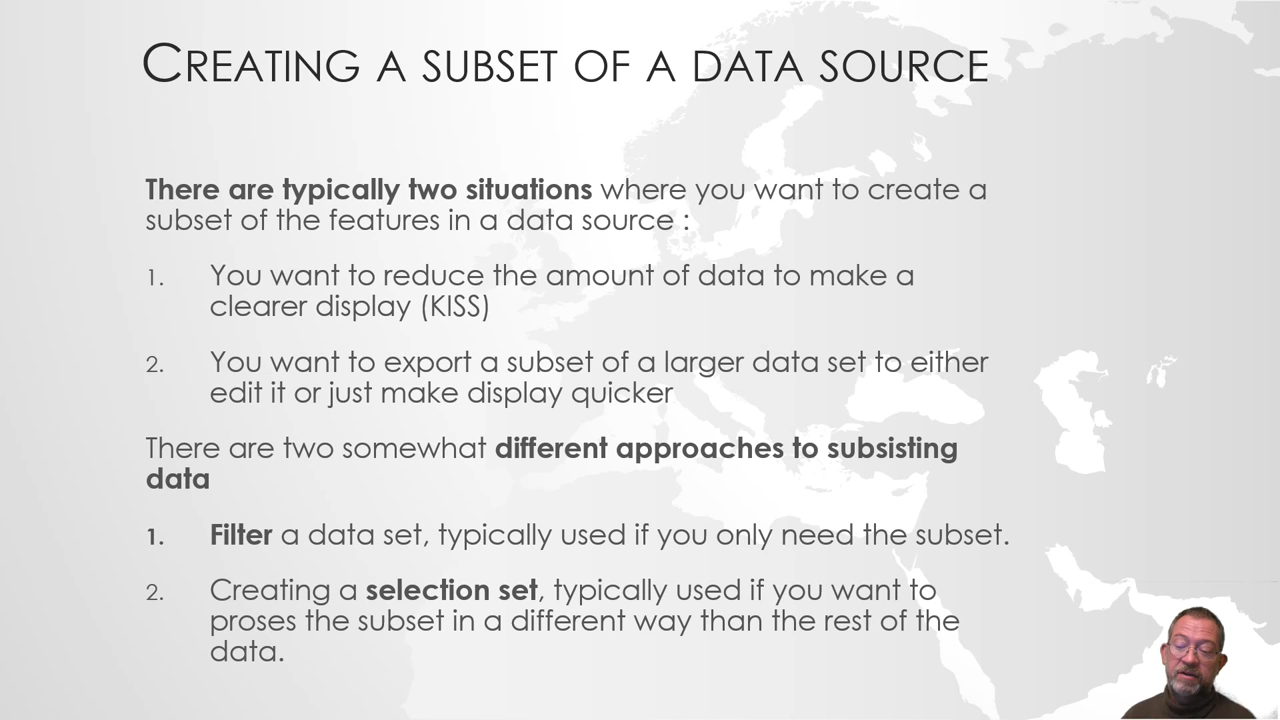 CREATING A SUBSET OF A DATA SOURCE
There are typically two situations where you want to create a
subset of the features in a data source :
1. You want to reduce the amount of data to make a
clearer display (KISS)
2. You want to export a subset of a larger data set to either
edit it or just make display quicker
There are two somewhat different approaches to subsisting
data
1. Filter a data set, typically used if you only need the subset.
2. Creating a selection set, typically used if you want to
proses the subset in a different way than the rest of the
data.